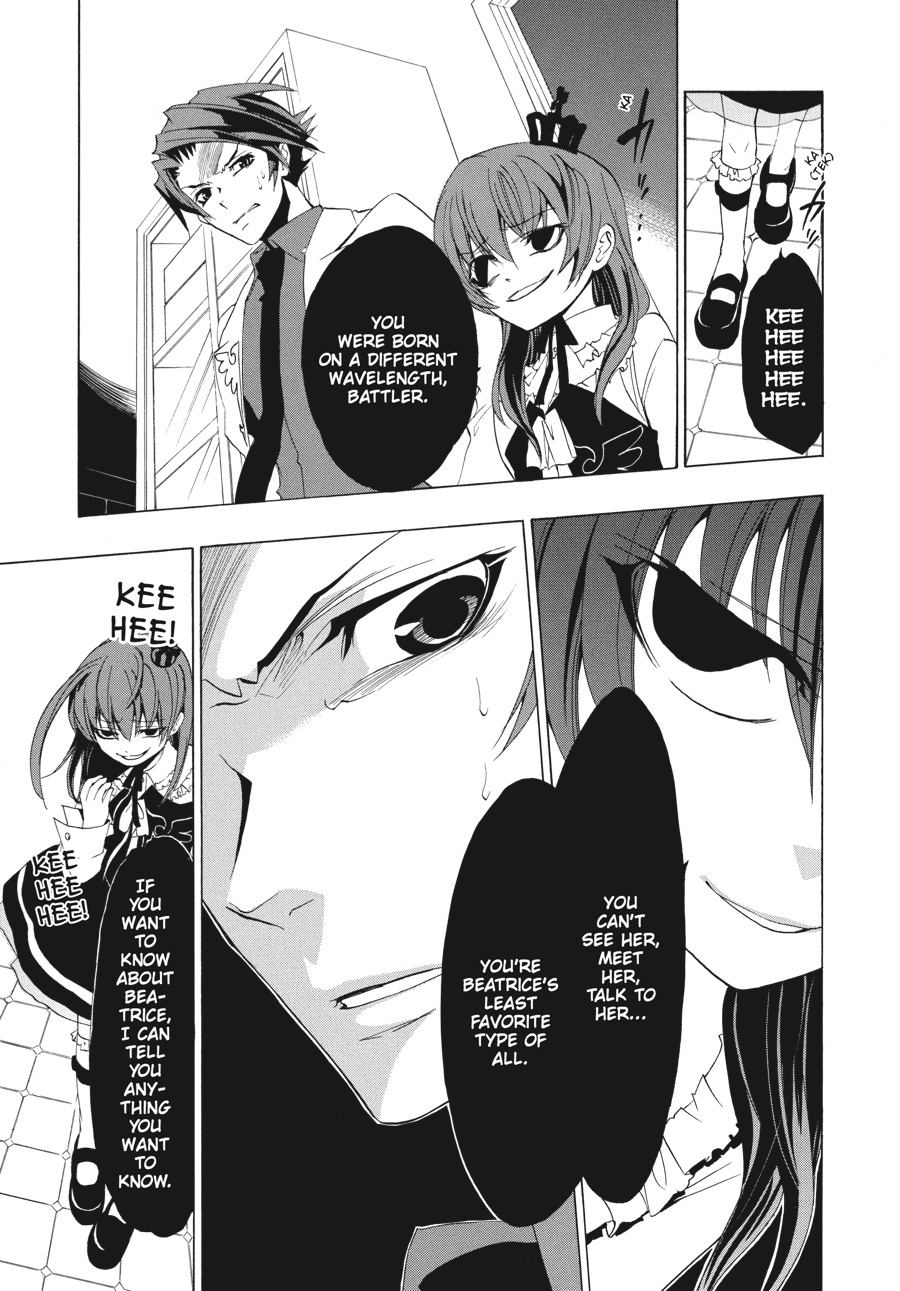 KA
(TEK)
KEE
HEE
HEE
HEE
HEE.
KA
YOU
WERE BORN
ON A DIFFERENT
WAVELENGTH,
BATTLER.
YOU
CAN'T
SEE HER,
MEET
HER,
TALK TO
HER...
YOU'RE
BEATRICE'S
LEAST
FAVORITE
TYPE OF
ALL.
KEE
HEE!
KEE
HEE
HEE!
IF
YOU
WANT
TO
KNOW
ABOUT
BEA-
TRICE,
I CAN
TELL
YOU
ANY-
THING
YOU
WANT
TO
KNOW.